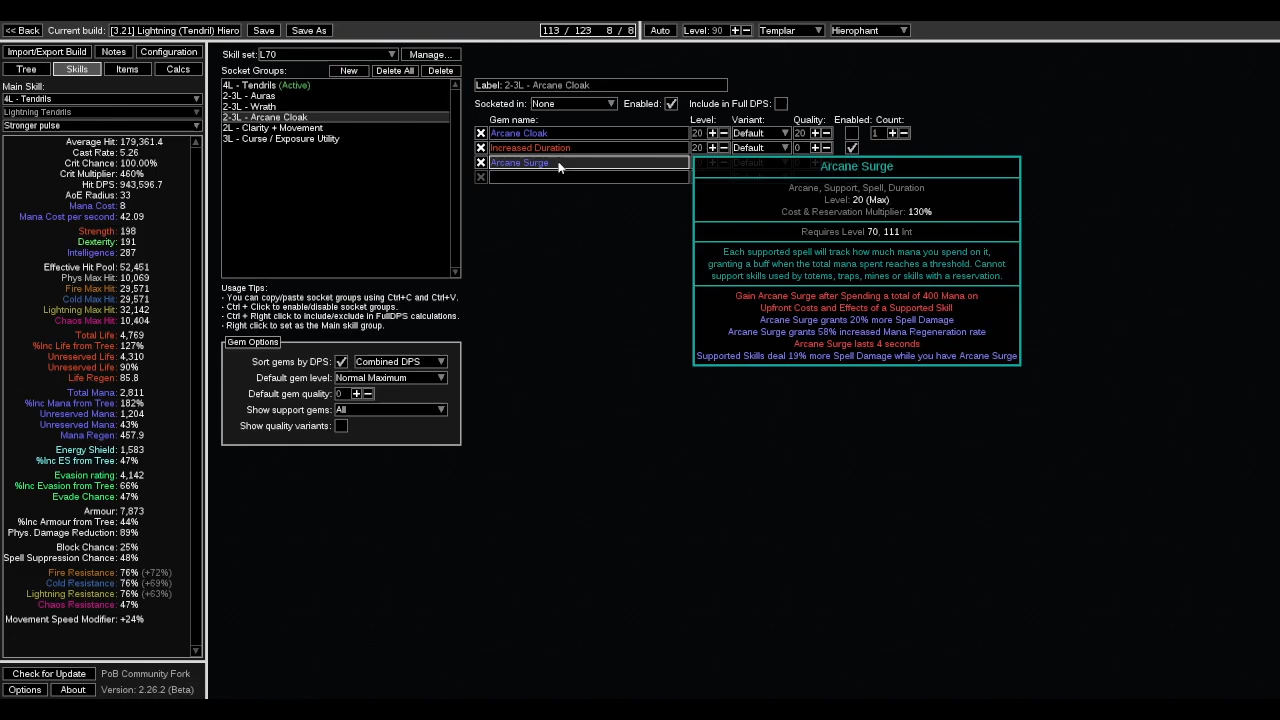 << Back Current build: [3.21] Lightning (Tendril) Hiero Save Save As 113 / 123 8 / 8 Auto Level: 90 Templar Hierophant
Import/Export Build Notes Configuration
Tree Skills Items Calcs
Main Skill:
4L - Tendrils
Lightning Tendrils
Stronger pulse
Average Hit: 179,361.4
Cast Rate: 5.26
Crit Chance: 100.00%
Crit Multiplier: 460%
Hit DPS: 943,596.7
AoE Radius: 33
Mana Cost: 8
Mana Cost per second: 42.09
Strength: 198
Dexterity: 191
Intelligence: 287
Effective Hit Pool: 52,451
Phys Max Hit: 10,069
Fire Max Hit: 29,571
Cold Max Hit: 29,571
Lightning Max Hit: 32,142
Chaos Max Hit: 10,404
Total Life: 4,769
%Inc Life from Tree: 127%
Unreserved Life: 4,310
Unreserved Life: 90%
Life Regen: 85.8
Total Mana: 2,811
%Inc Mana from Tree: 182%
Unreserved Mana: 1,204
Unreserved Mana: 43%
Mana Regen: 457.9
Energy Shield: 1,583
%Inc ES from Tree: 47%
Evasion rating: 4,142
%Inc Evasion from Tree: 66%
Evade Chance: 47%
Armour: 7,873
%Inc Armour from Tree: 44%
Phys. Damage Reduction: 89%
Block Chance: 25%
Spell Suppression Chance: 48%
Fire Resistance: 76% (+72%)
Cold Resistance: 76% (+69%)
Lightning Resistance: 76% (+63%)
Chaos Resistance: 47%
Movement Speed Modifier: +24%
Check for Update PoB Community Fork
Options About Version: 2.26.2 (Beta)
Skill set: L70 Manage...
Socket Groups: New Delete All Delete
4L - Tendrils (Active)
2-3L - Auras
2-3L - Wrath
2-3L - Arcane Cloak
2L - Clarity + Movement
3L - Curse / Exposure Utility
Usage Tips:
- You can copy/paste socket groups using Ctrl+C and Ctrl+V.
- Ctrl + Click to enable/disable socket groups.
- Ctrl + Right click to include/exclude in FullDPS calculations.
- Right click to set as the Main skill group.
Gem Options
Sort gems by DPS: Combined DPS
Default gem level: Normal Maximum
Default gem quality: 0
Show support gems: All
Show quality variants:
Label: 2-3L - Arcane Cloak
Socketed in: None Enabled: Include in Full DPS:
Gem name: Level: Variant: Quality: Enabled: Count:
Arcane Cloak 20 Default 20 1
Increased Duration 20 Default 0
Arcane Surge
Arcane Surge
Arcane, Support, Spell, Duration
Level: 20 (Max)
Cost & Reservation Multiplier: 130%
Requires Level 70, 111 Int
Each supported spell will track how much mana you spend on it,
granting a buff when the total mana spent reaches a threshold. Cannot
support skills used by totems, traps, mines or skills with a reservation.
Gain Arcane Surge after Spending a total of 400 Mana on
Upfront Costs and Effects of a Supported Skill
Arcane Surge grants 20% more Spell Damage
Arcane Surge grants 58% increased Mana Regeneration rate
Arcane Surge lasts 4 seconds
Supported Skills deal 19% more Spell Damage while you have Arcane Surge